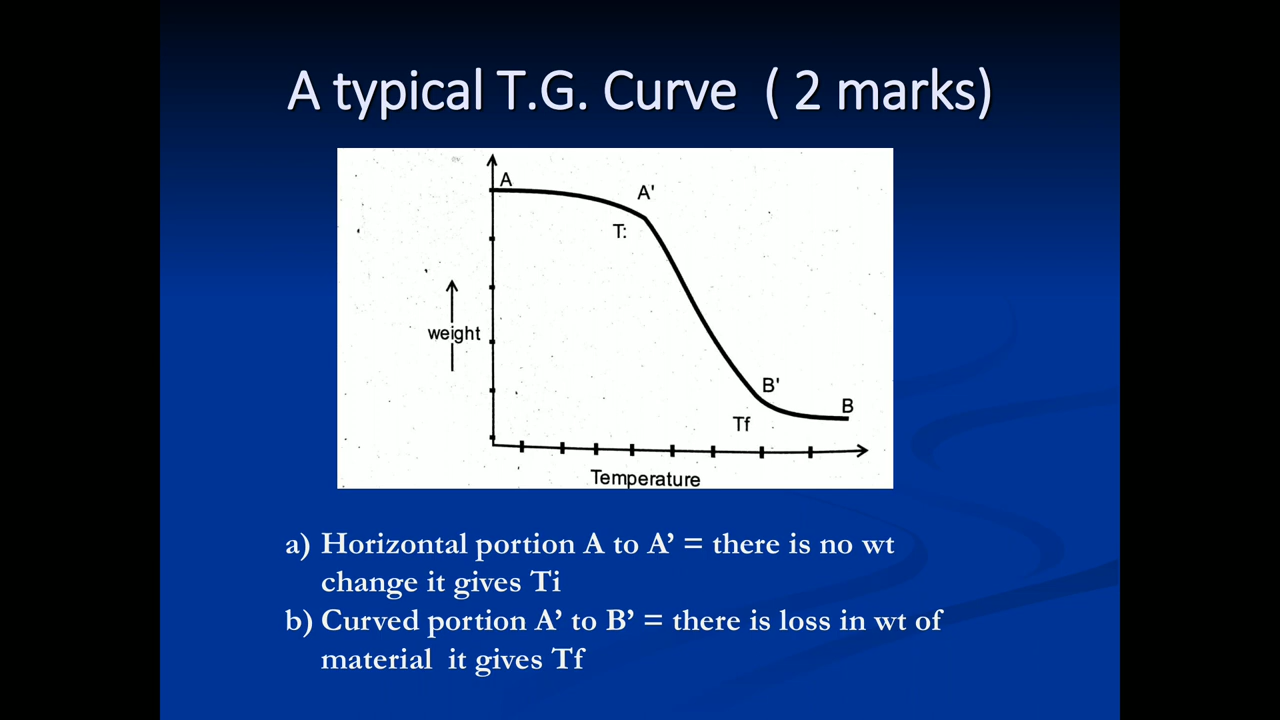 A typical T.G. Curve ( 2 marks)
A
A'
T:
weight
B'
B
Tf
Temperature
a) Horizontal portion A to A’ = there is no wt
change it gives Ti
b) Curved portion A’ to B’ = there is loss in wt of
material it gives Tf